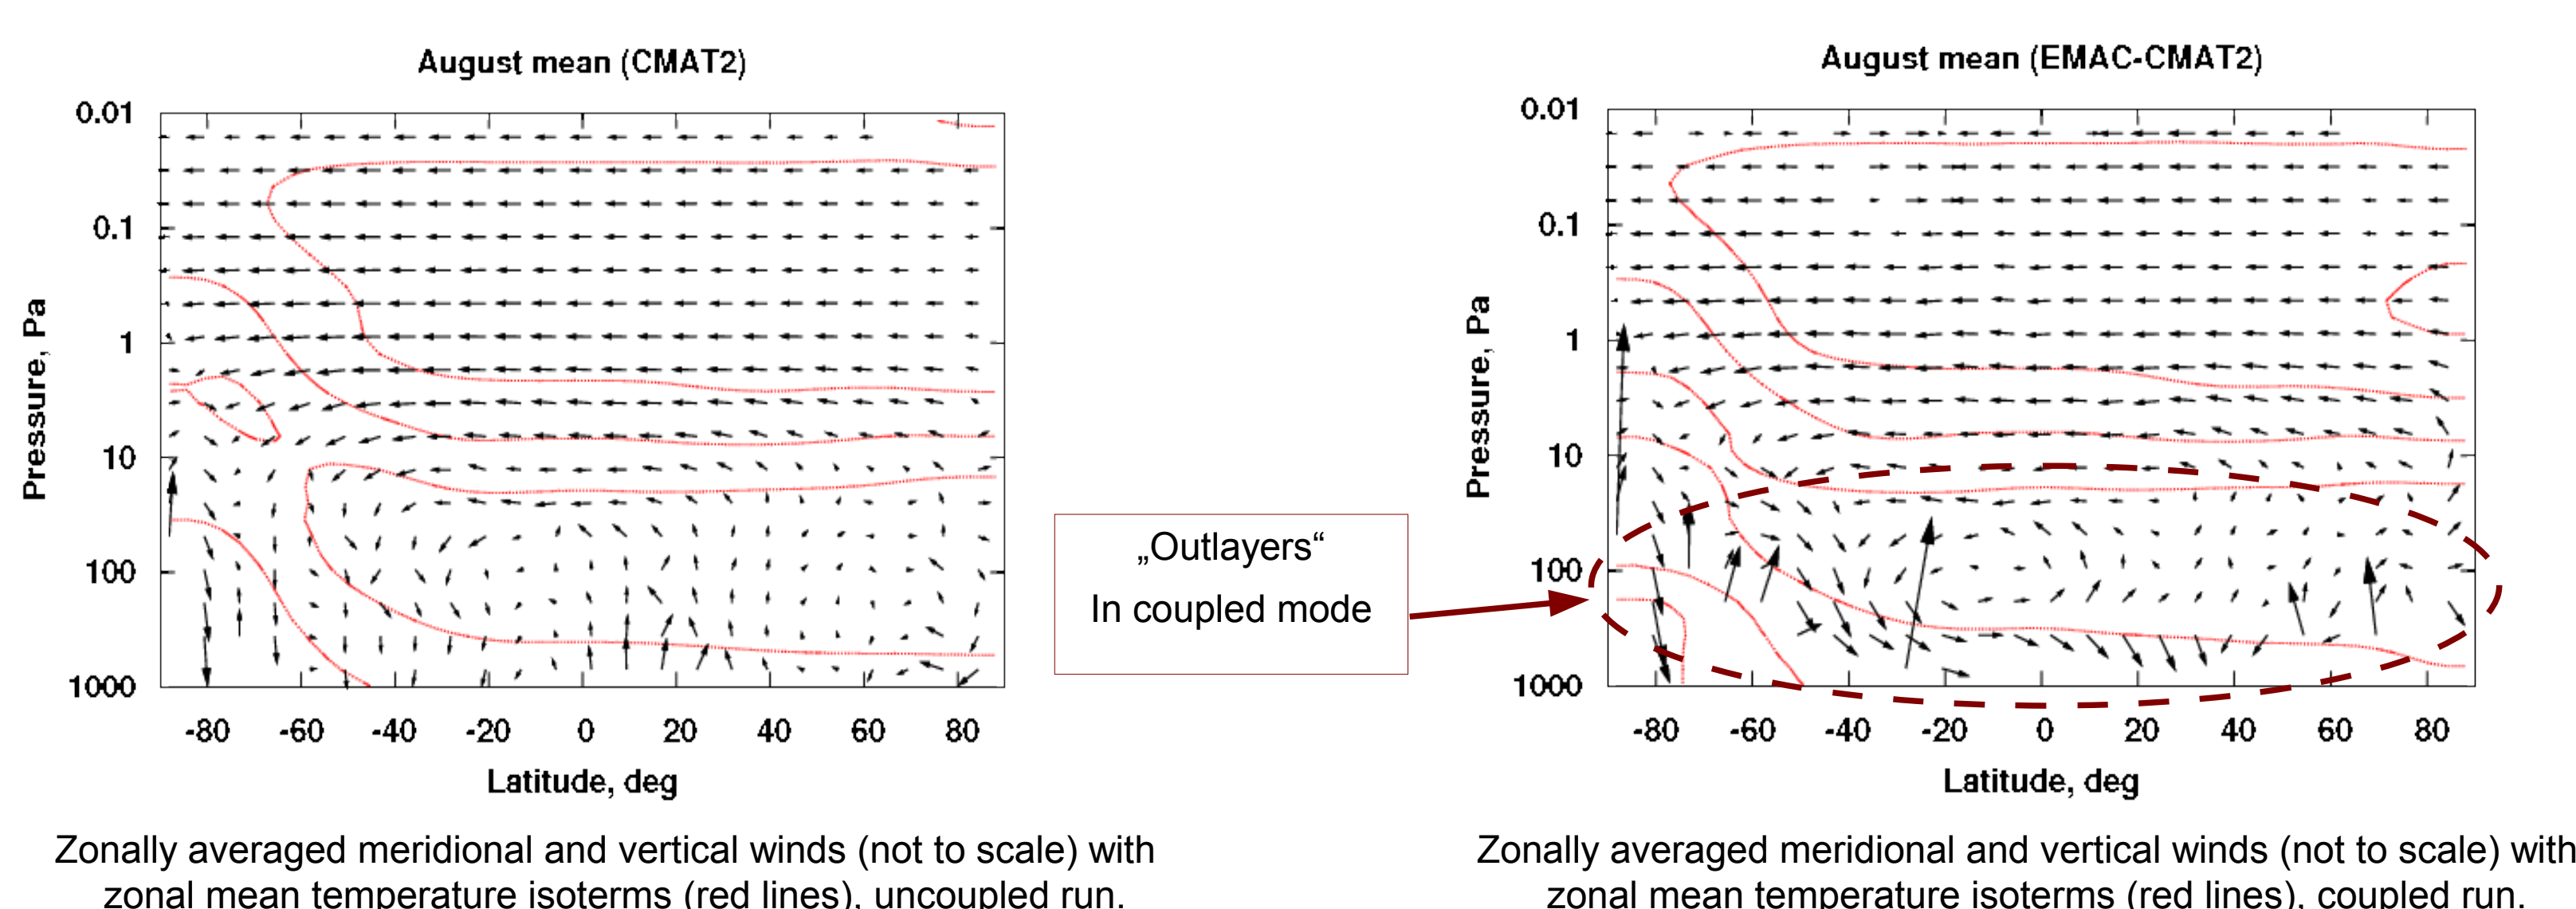 August mean (CMAT2)
0.01
0.1
1
10
100
1000
Pressure, Pa
-80 -60 -40 -20 0 20 40 60 80
Latitude, deg
Zonally averaged meridional and vertical winds (not to scale) with
zonal mean temperature isoterms (red lines), uncoupled run.
„Outlayers“
In coupled mode
August mean (EMAC-CMAT2)
0.01
0.1
1
10
100
1000
Pressure, Pa
-80 -60 -40 -20 0 20 40 60 80
Latitude, deg
Zonally averaged meridional and vertical winds (not to scale) with
zonal mean temperature isoterms (red lines), coupled run.